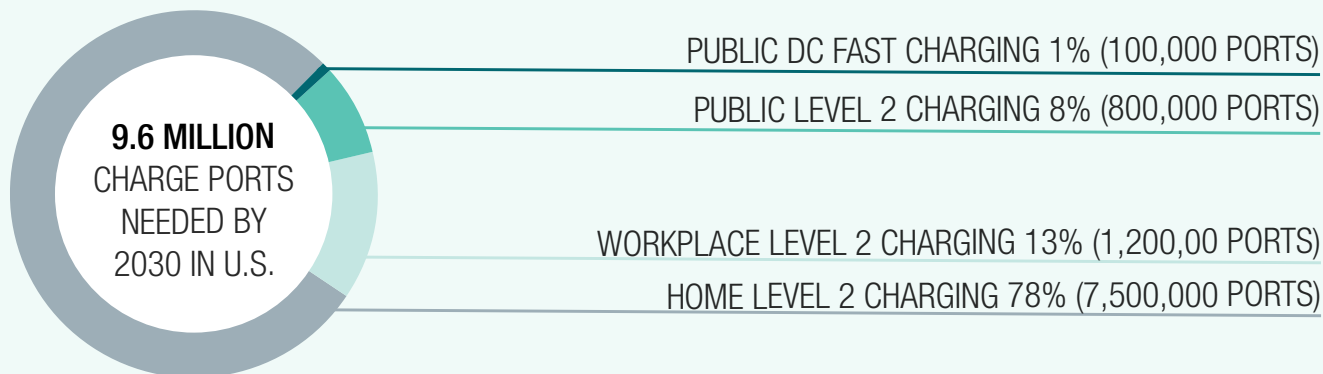 9.6 MILLION
CHARGE PORTS
NEEDED BY
2030 IN U.S.
PUBLIC DC FAST CHARGING 1% (100,000 PORTS)
PUBLIC LEVEL 2 CHARGING 8% (800,000 PORTS)
WORKPLACE LEVEL 2 CHARGING 13% (1,200,00 PORTS)
HOME LEVEL 2 CHARGING 78% (7,500,000 PORTS)